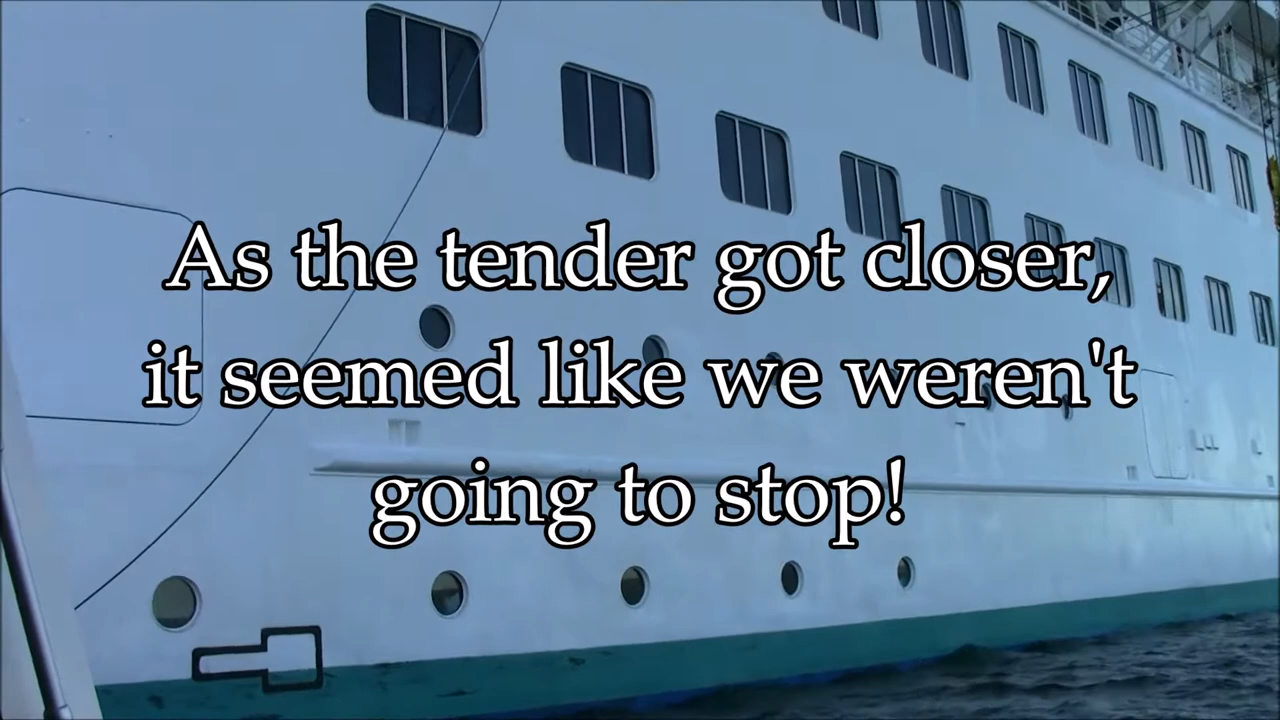 As the tender got closer,
it seemed like we weren't
going to stop!